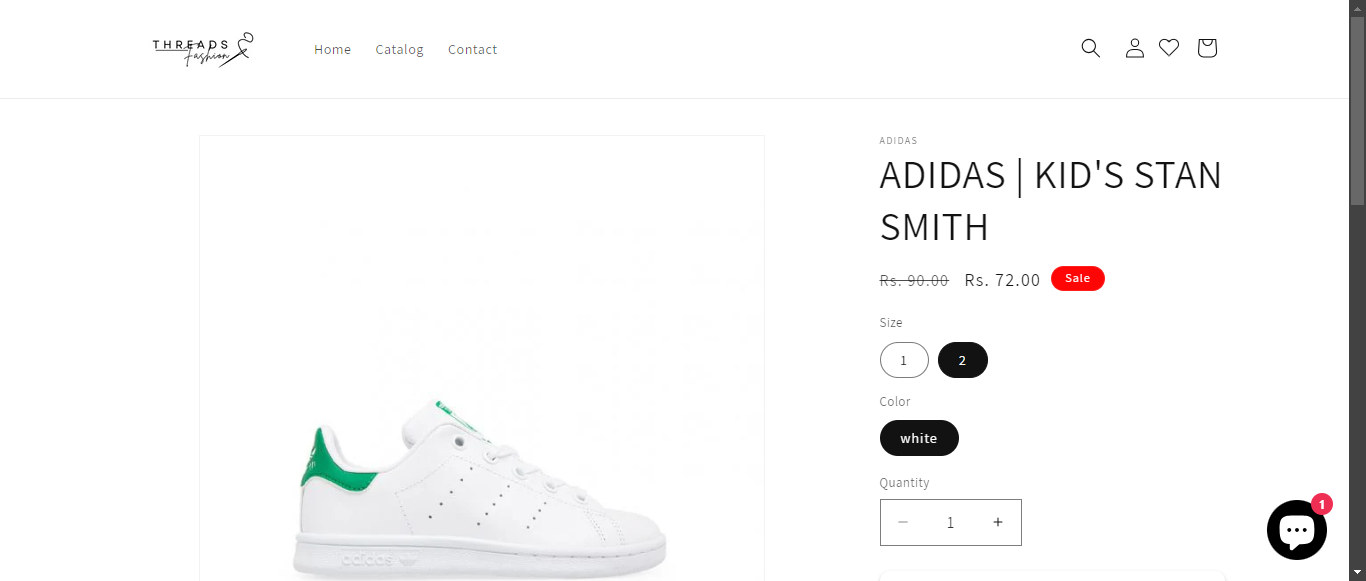 THREADS
Fashion
Home
Catalog
Contact
ADIDAS
ADIDAS | KID'S STAN
SMITH
Rs. 90.00 Rs. 72.00 Sale
Size
1 2
Color
white
Quantity
− 1 +
adidas
1